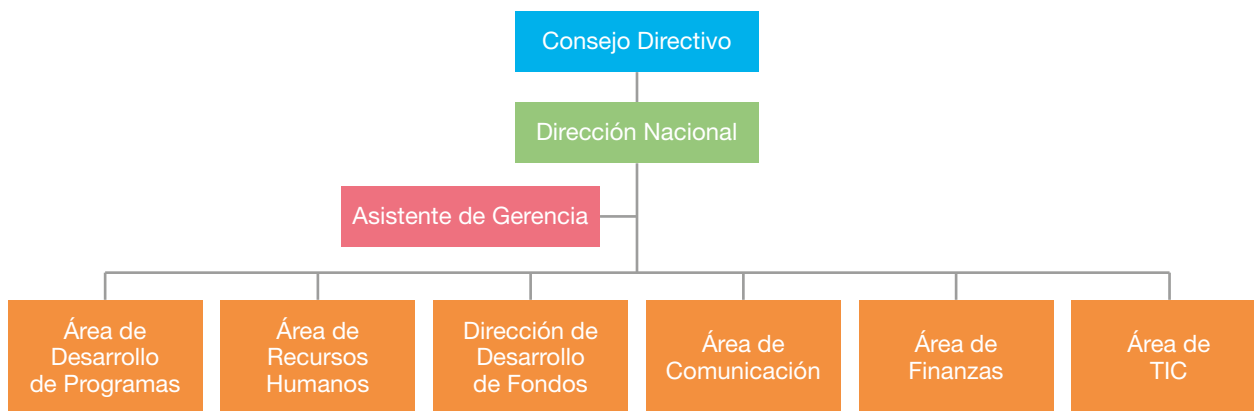 Consejo Directivo
Dirección Nacional
Asistente de Gerencia
Área de
Desarrollo
de Programas
Área de
Recursos
Humanos
Dirección de
Desarrollo
de Fondos
Área de
Comunicación
Área de
Finanzas
Área de
TIC